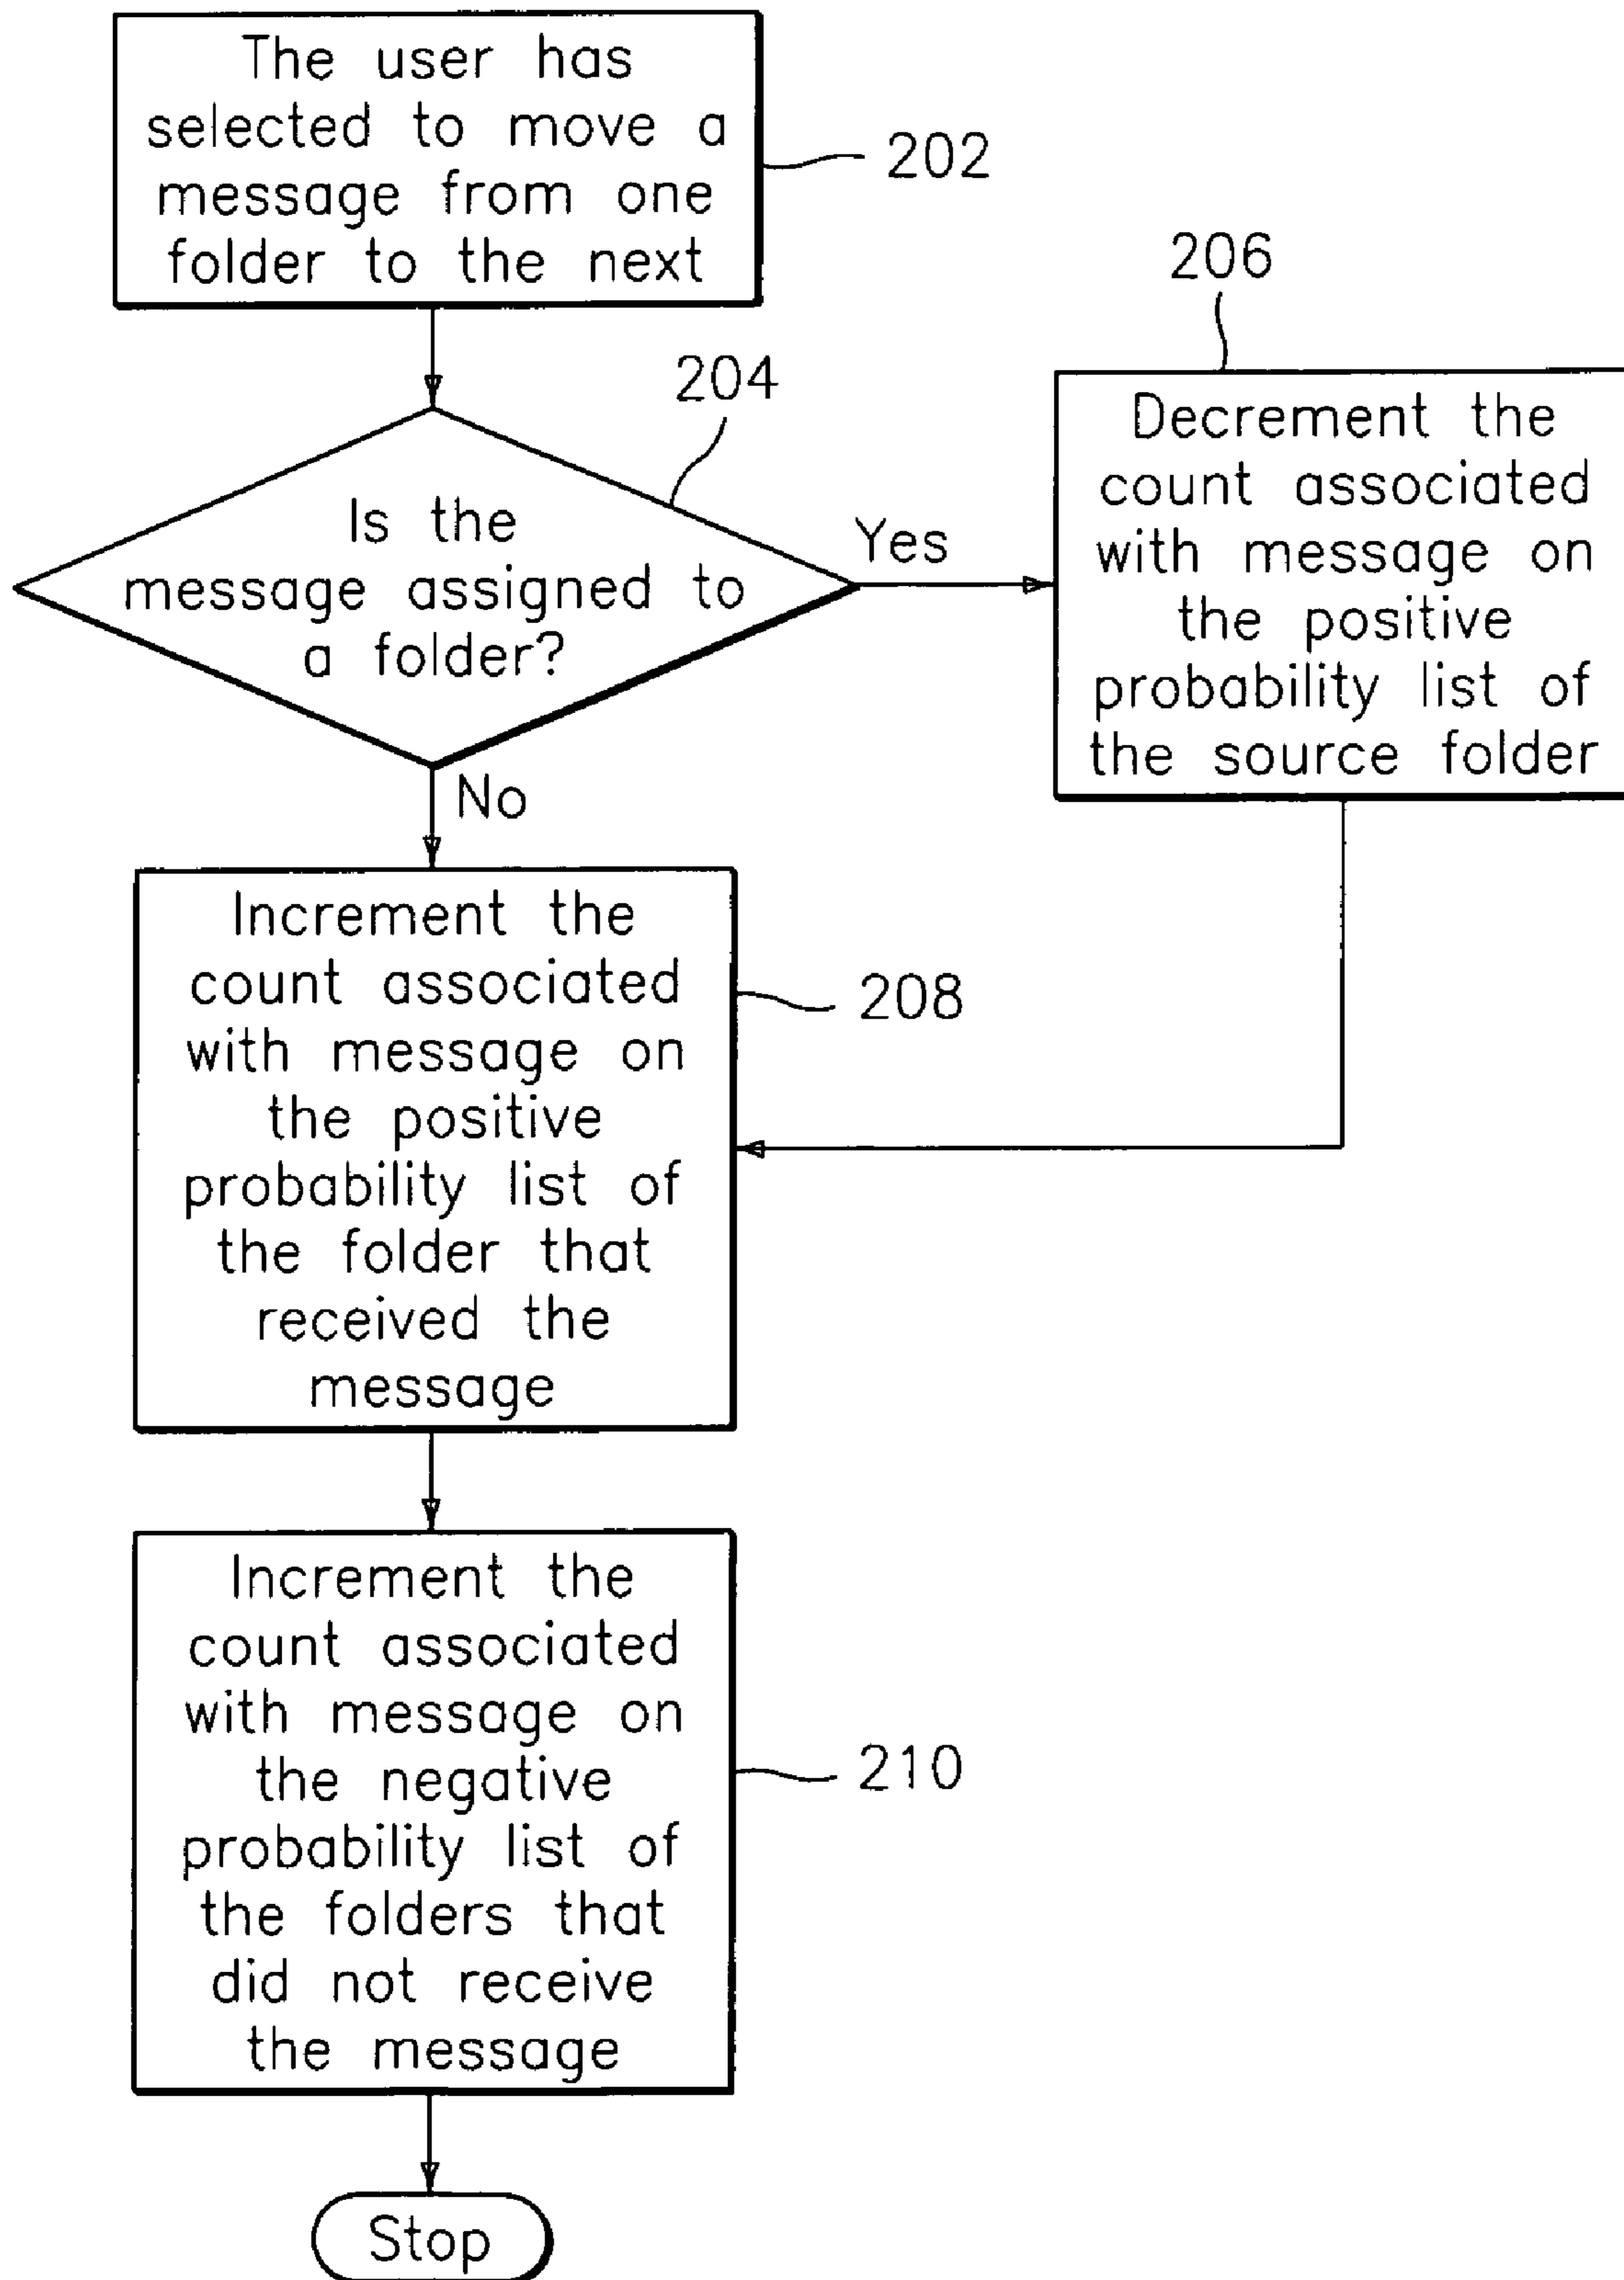 The user has
selected to move a
message from one
folder to the next
202
204
Is the
message assigned to
a folder?
Yes
No
206
Decrement the
count associated
with message on
the positive
probability list of
the source folder
Increment the
count associated
with message on
the positive
probability list of
the folder that
received the
message
208
Increment the
count associated
with message on
the negative
probability list of
the folders that
did not receive
the message
210
Stop